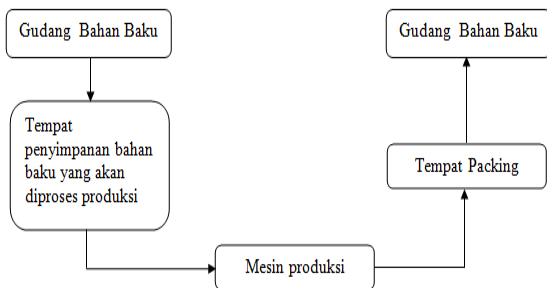 Gudang Bahan Baku
Tempat
penyimpanan bahan
baku yang akan
diproses produksi
Mesin produksi
Tempat Packing
Gudang Bahan Baku